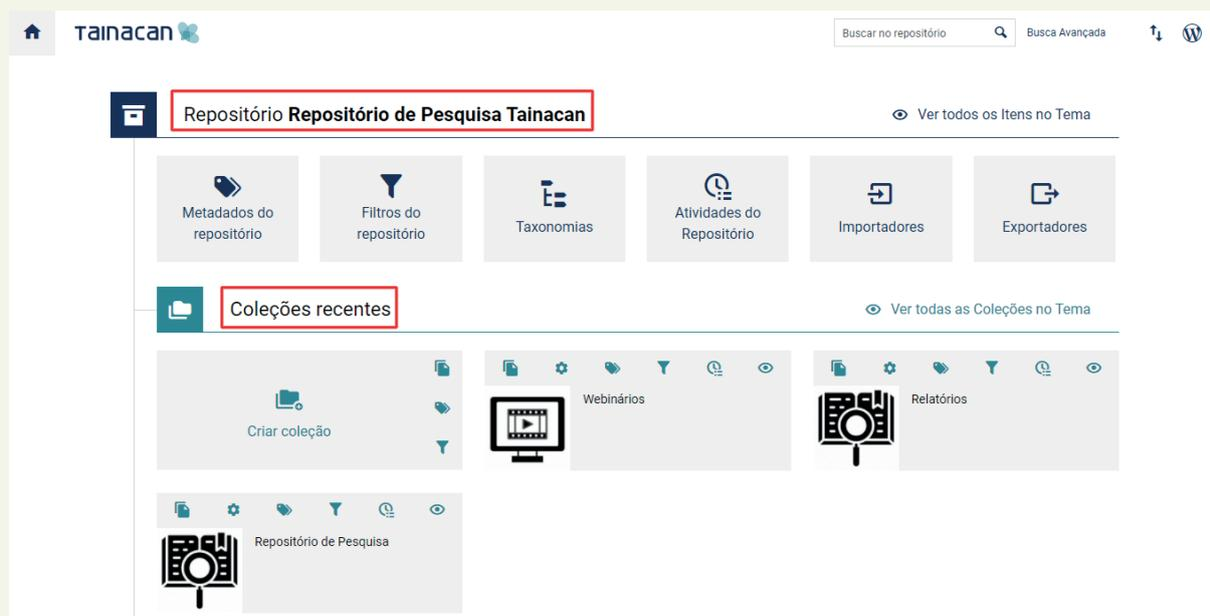 Tainacan
Buscar no repositório
Busca Avançada
Repositório Repositório de Pesquisa Tainacan
Ver todos os Itens no Tema
Metadados do
repositório
Filtros do
repositório
Taxonomias
Atividades do
Repositório
Importadores
Exportadores
Coleções recentes
Ver todas as Coleções no Tema
Criar coleção
Webinários
Relatórios
Repositório de Pesquisa